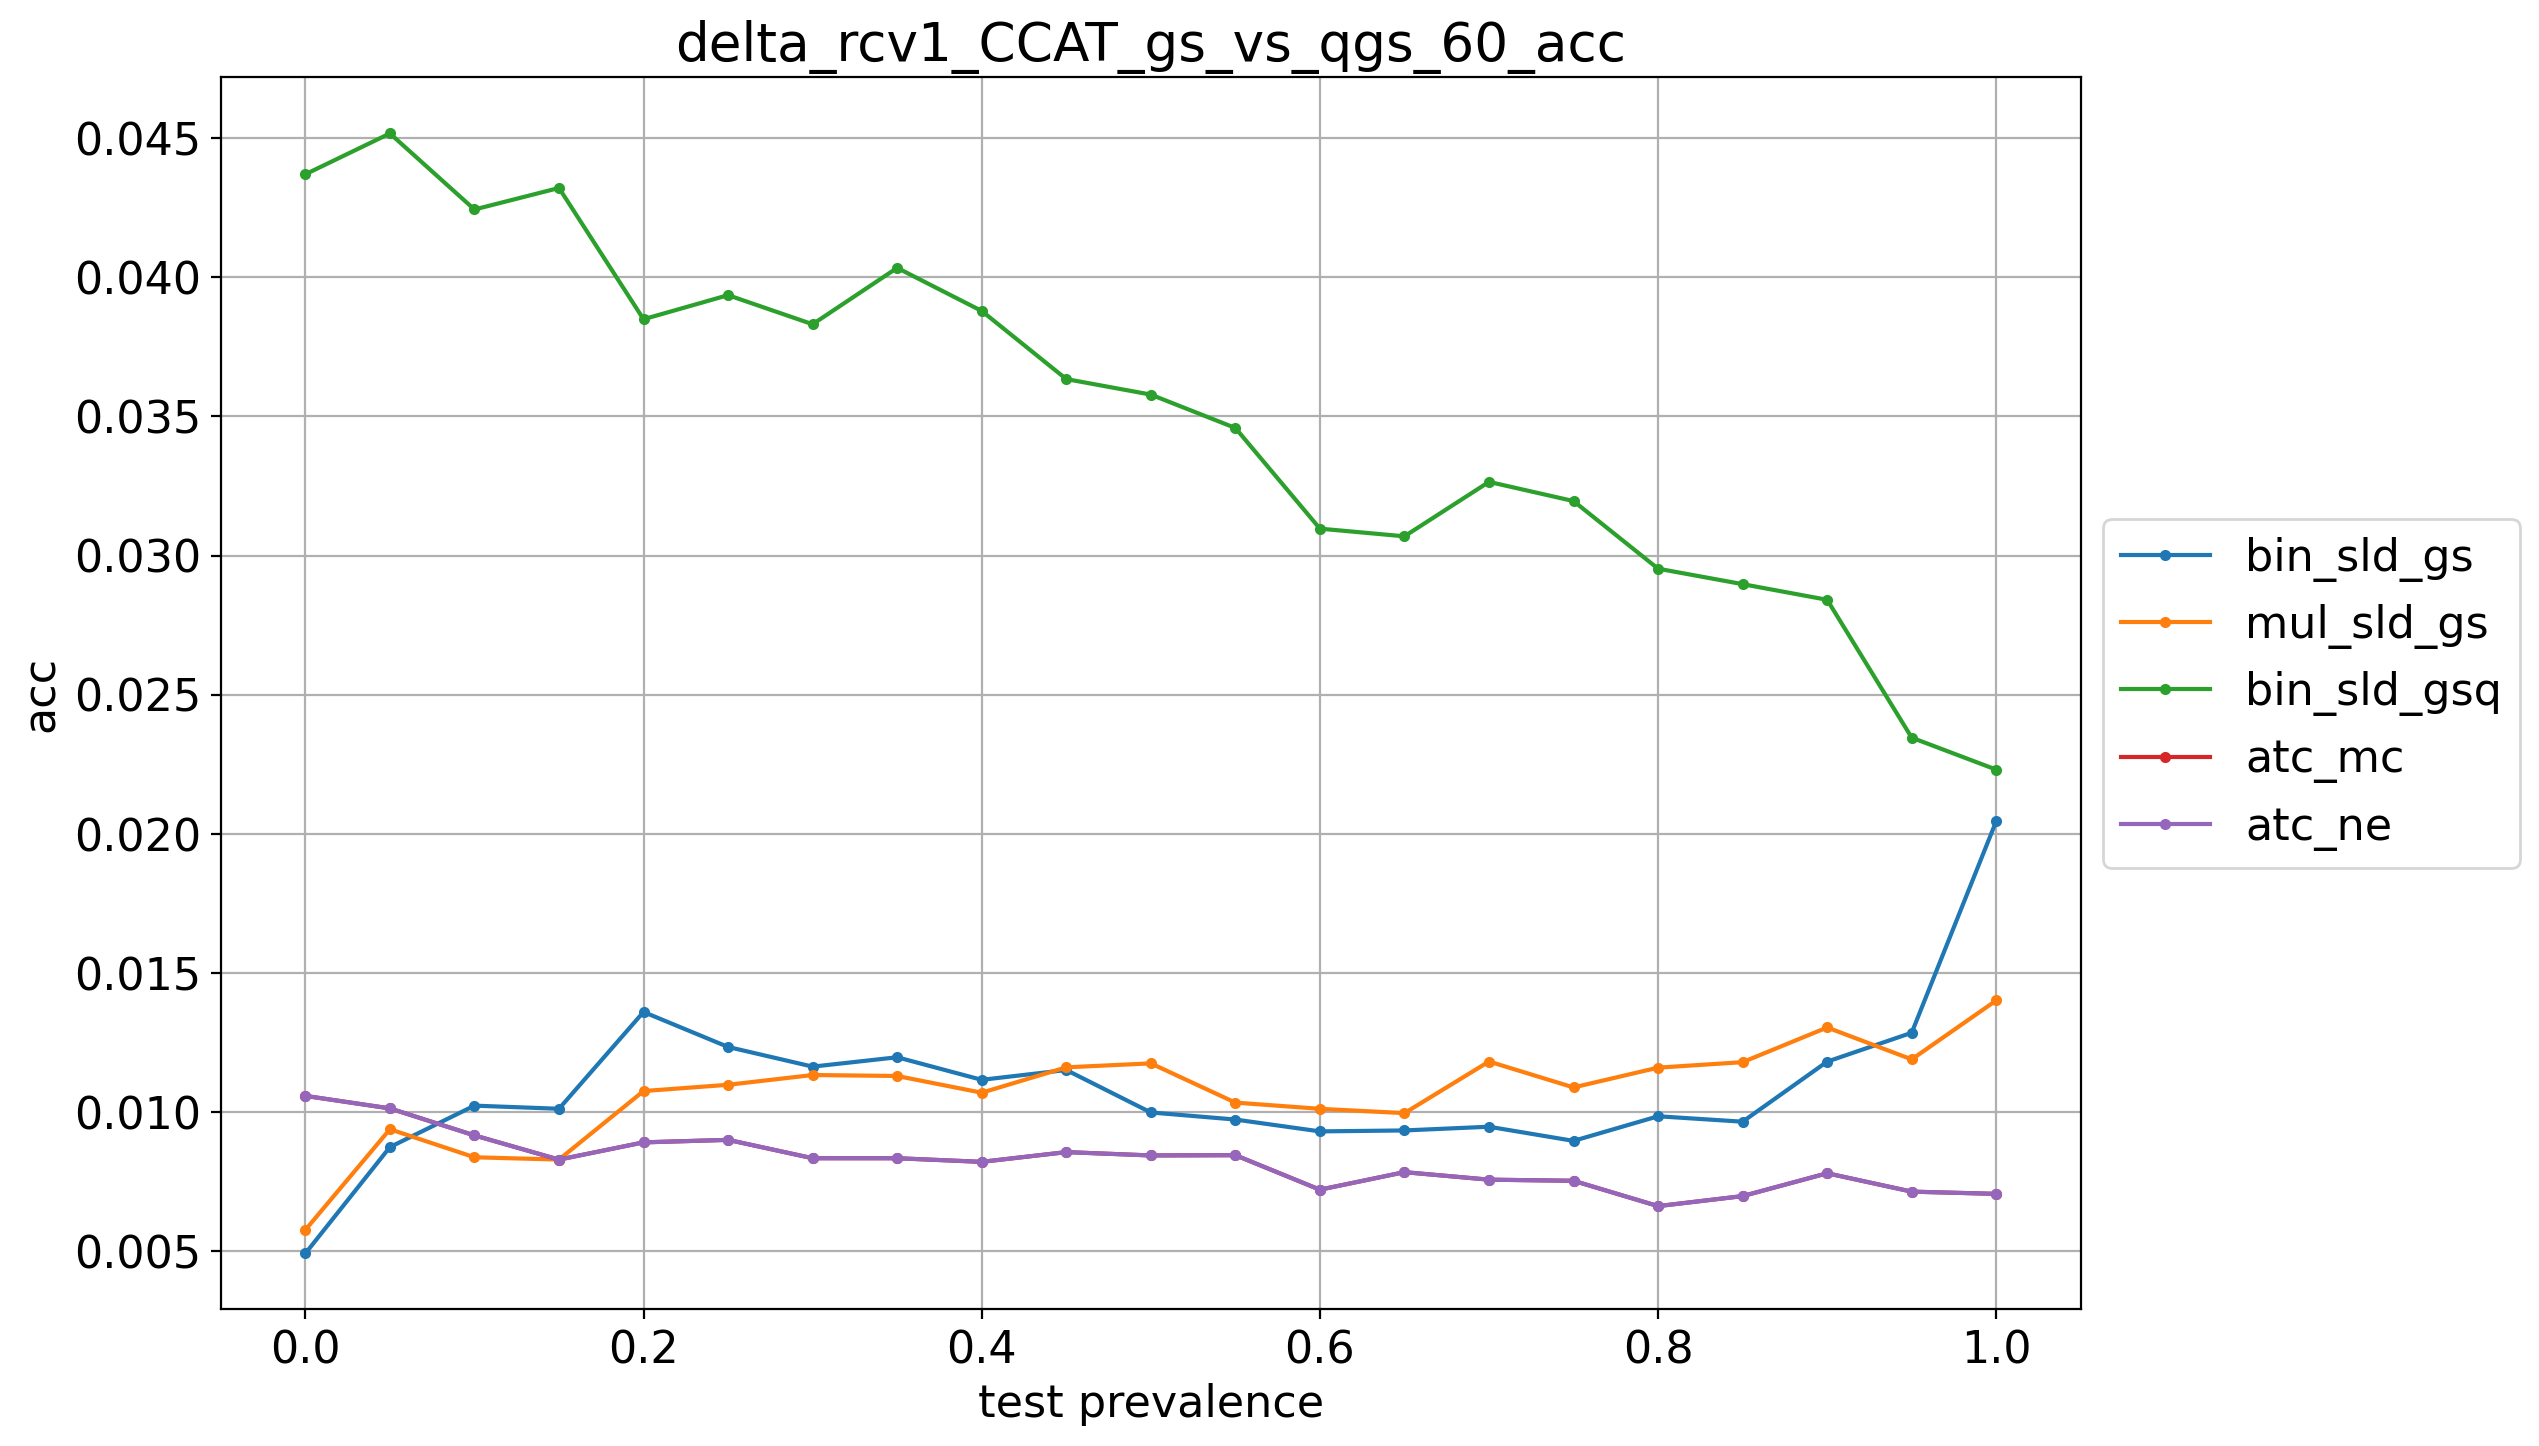 delta_rcv1_CCAT_gs_vs_qgs_60_acc
0.045
0.040
0.035
0.030
0.025
0.020
0.015
0.010
0.005
acc
0.0 0.2 0.4 0.6 0.8 1.0
test prevalence
bin_sld_gs
mul_sld_gs
bin_sld_gsq
atc_mc
atc_ne